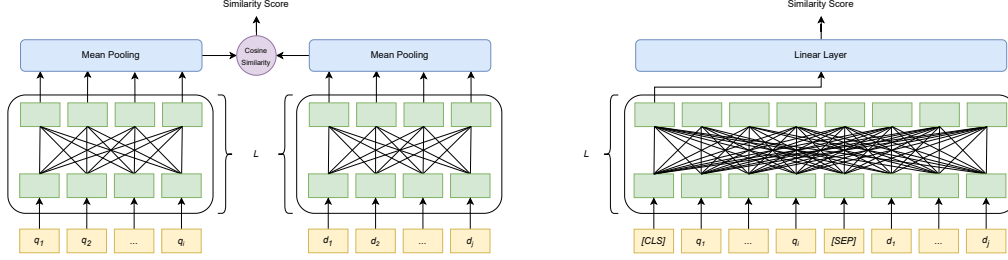 Similarity Score
Similarity Score
Mean Pooling
Cosine
Similarity
Mean Pooling
Linear Layer
L
L
q1
q2
...
qi
d1
d2
...
dj
[CLS]
q1
...
qi
[SEP]
d1
...
dj